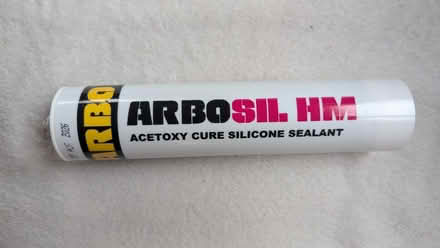 ARBO
ARBOSIL HM
ACETOXY CURE SILICONE SEALANT